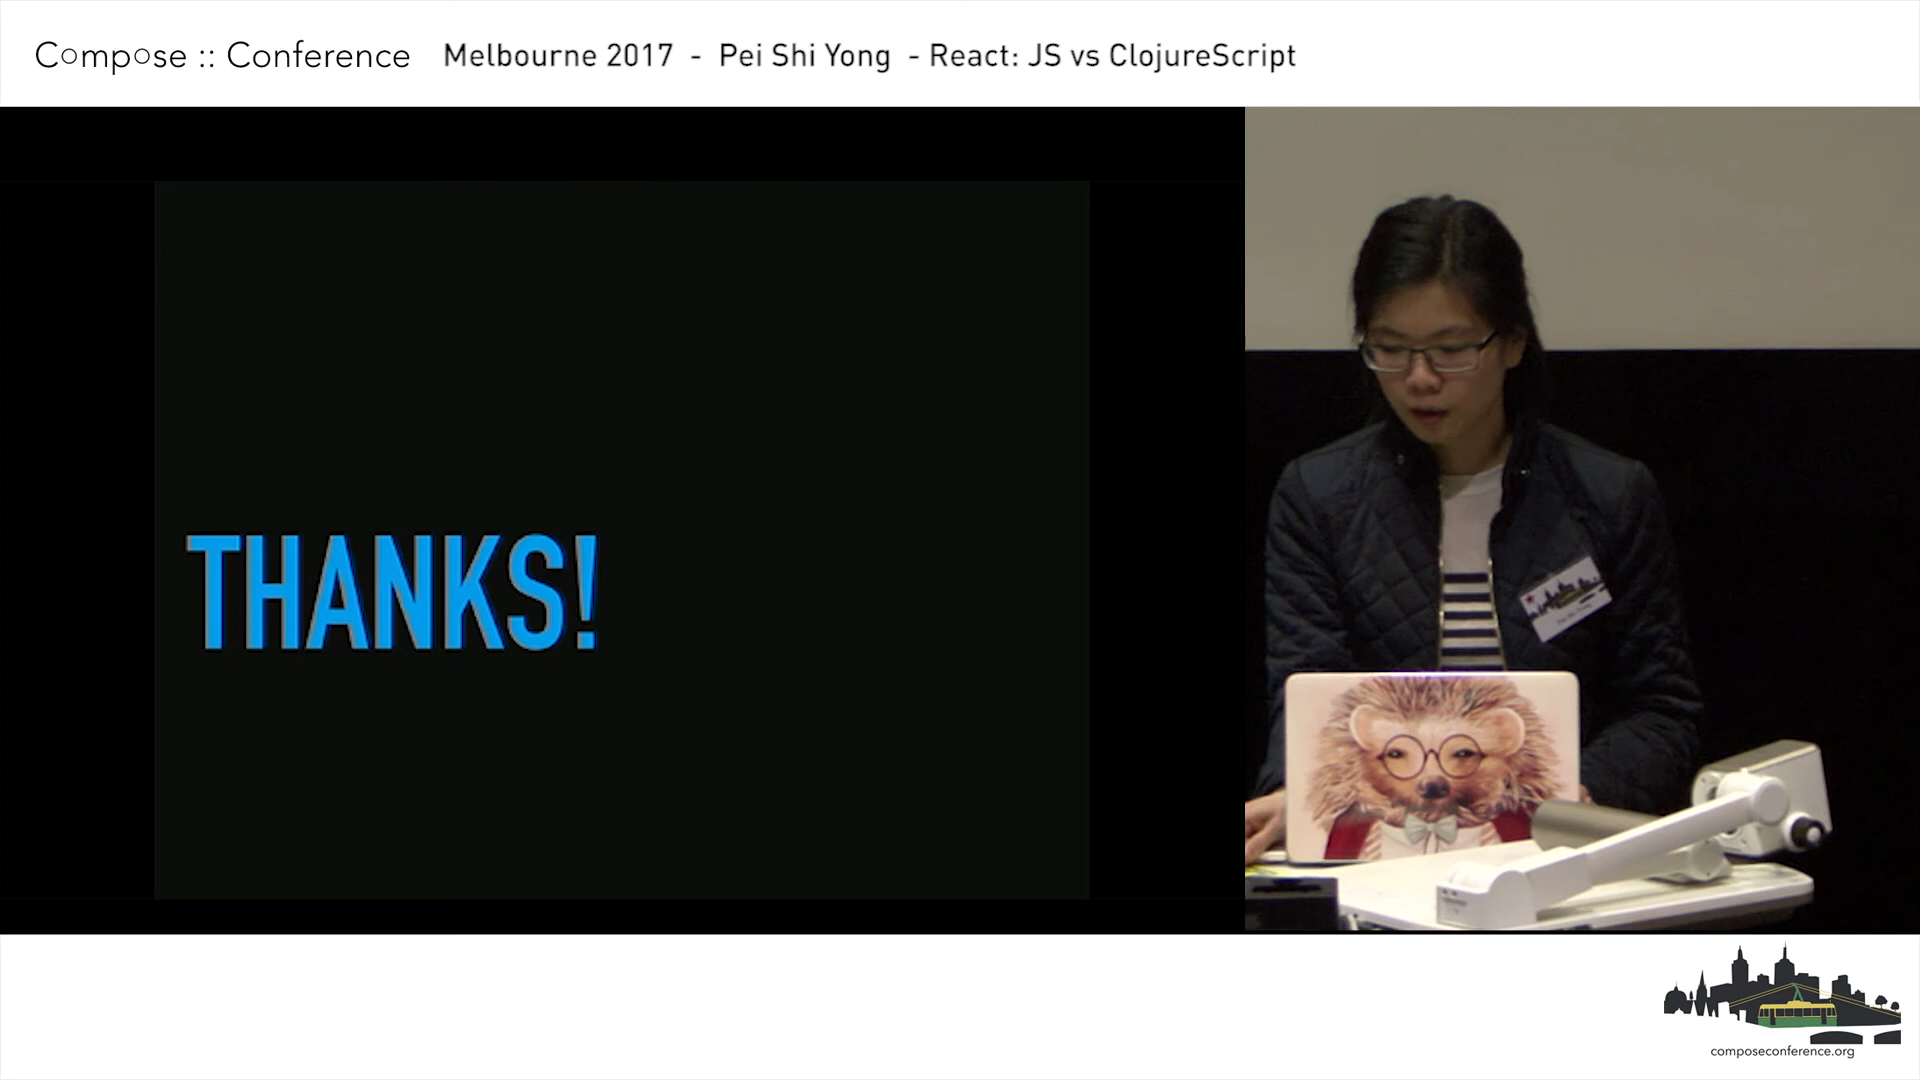 Compose :: Conference Melbourne 2017 - Pei Shi Yong - React: JS vs ClojureScript
THANKS!
composeconference.org